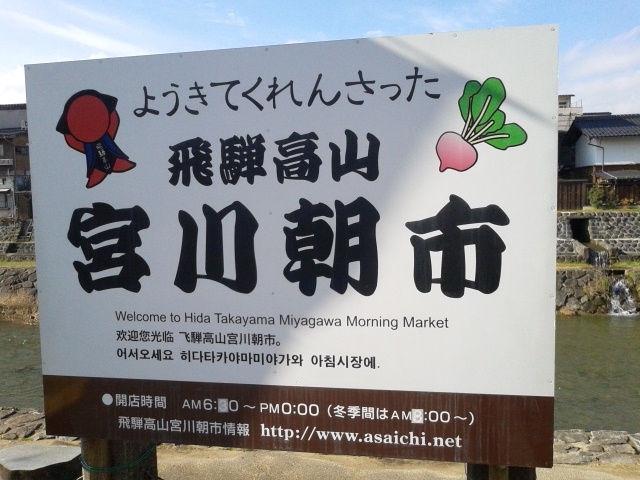 ようきてくれんさった
飛騨高山
宮川朝市
Welcome to Hida Takayama Miyagawa Morning Market
欢迎您光临 飞騨高山宮川朝市。
어서오세요 히다타카야마미야가와 아침시장에.
●開店時間 AM6:30～PM0:00（冬季間はAM8:00～）
飛騨高山宮川朝市情報 http://www.asaichi.net